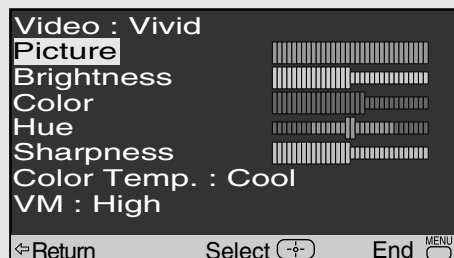 Video : Vivid
Picture
Brightness
Color
Hue
Sharpness
Color Temp. : Cool
VM : High
Return Select End MENU